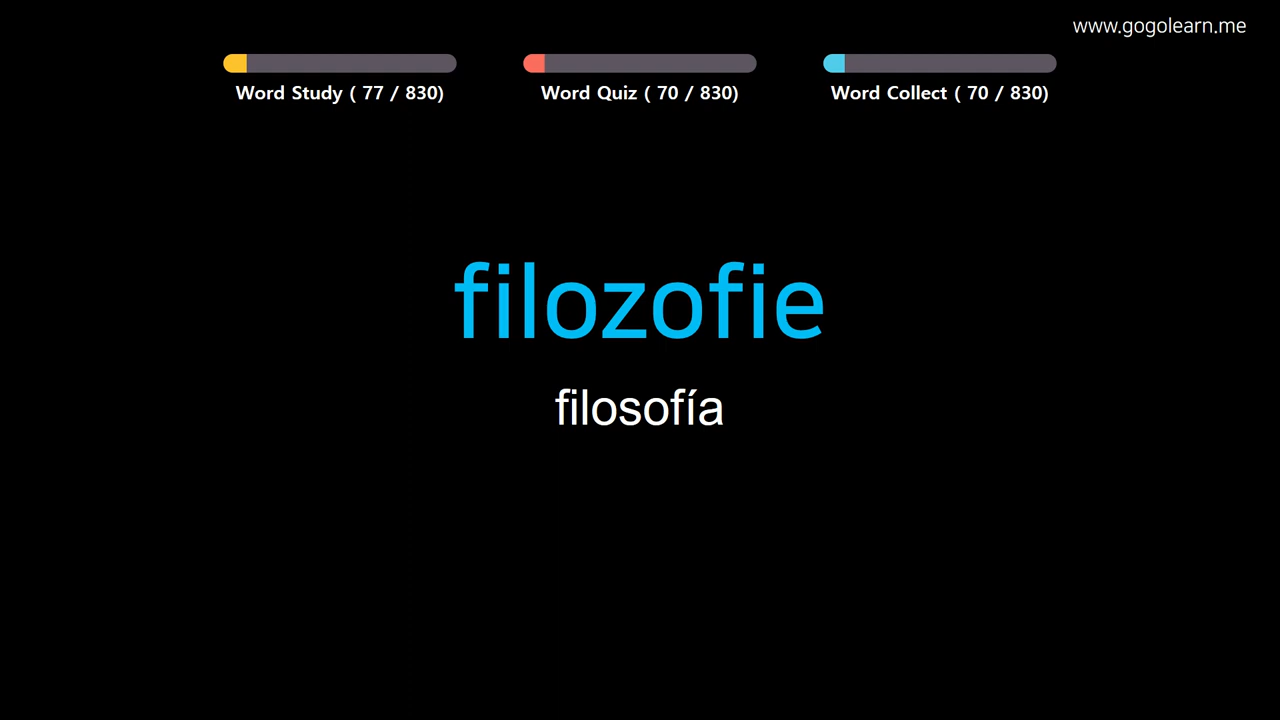 www.gogolearn.me
Word Study ( 77 / 830)
Word Quiz ( 70 / 830)
Word Collect ( 70 / 830)
filozofie
filosofía